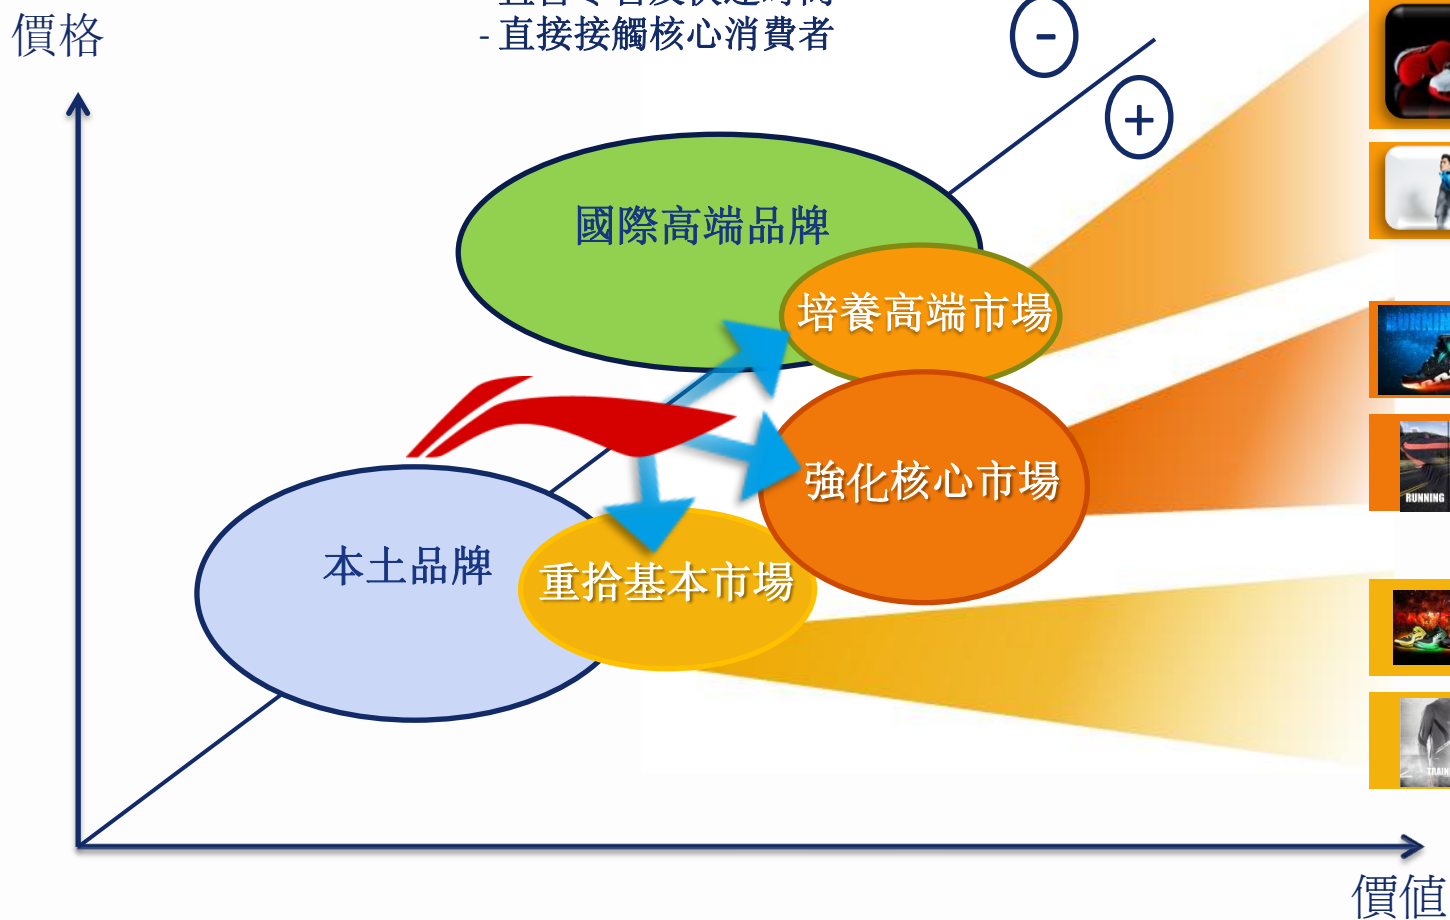 價格
- 直接接觸核心消費者
-
+
國際高端品牌
培養高端市場
強化核心市場
本土品牌
重拾基本市場
RUNNING
價值